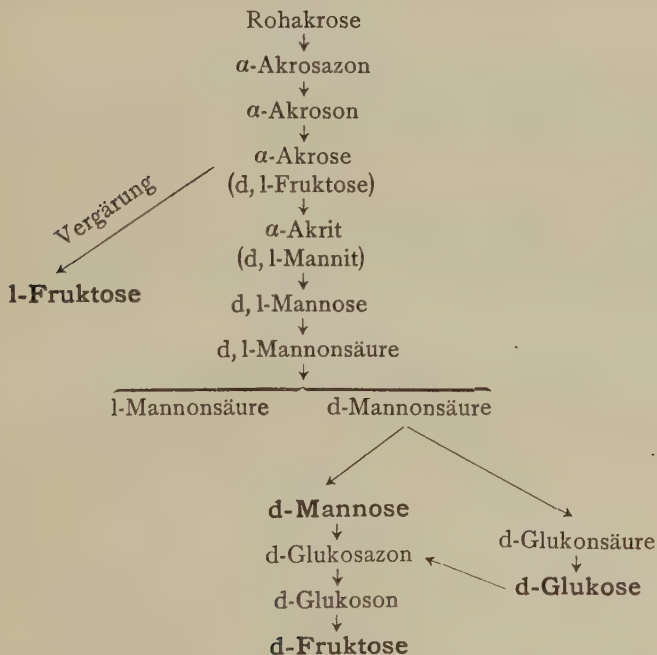 Rohakrose
α-Akrosazon
α-Akroson
α-Akrose
(d, l-Fruktose)
Vergärung
α-Akrit
(d, l-Mannit)
l-Fruktose
d, l-Mannose
d, l-Mannonsäure
l-Mannonsäure d-Mannonsäure
d-Mannose
d-Glukonsäure
d-Glukosazon
d-Glukose
d-Glukoson
d-Fruktose